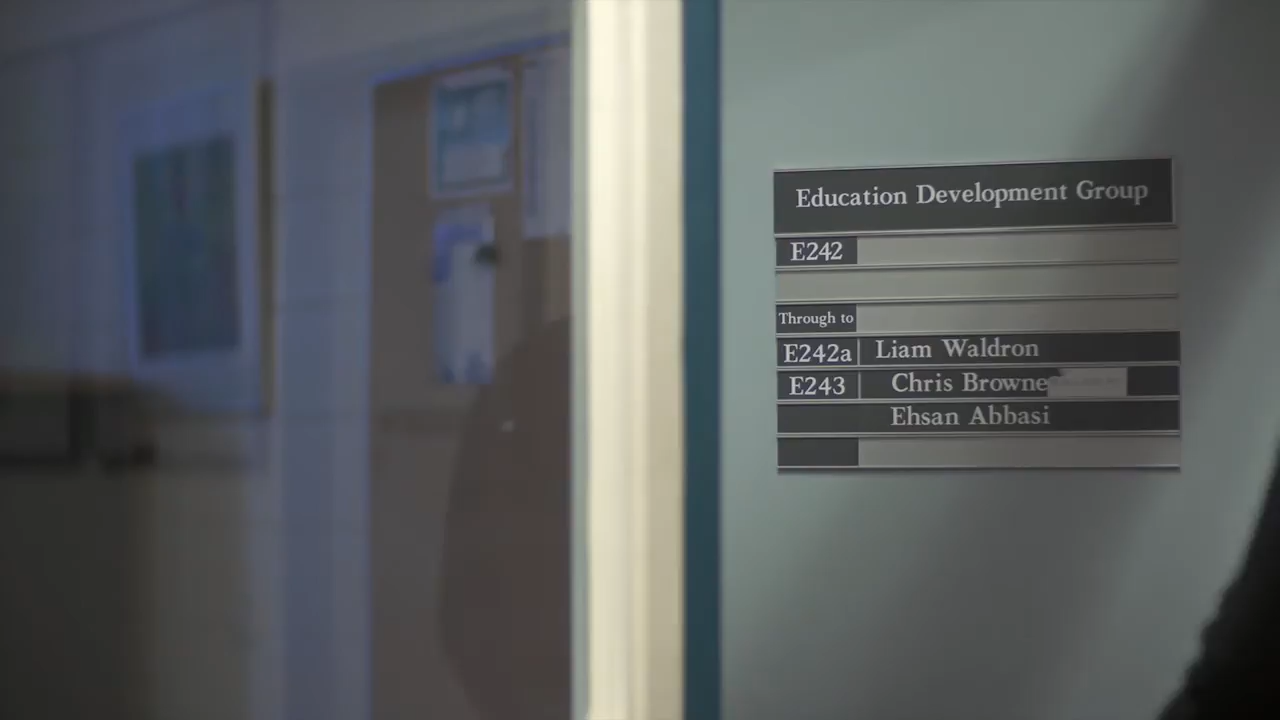 Education Development Group
E242
Through to
E242a Liam Waldron
E243 Chris Browne
Ehsan Abbasi